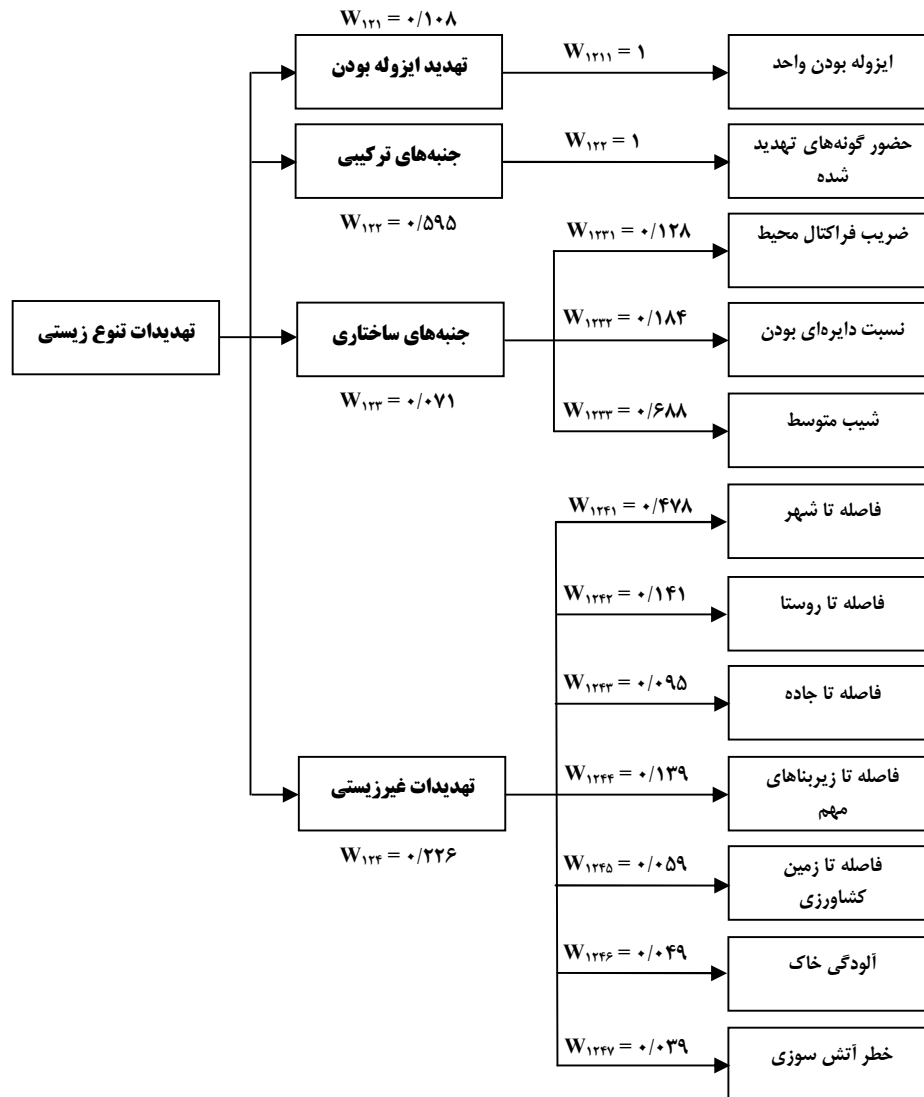 W۱۲۱ = ۰/۱۰۸
تهدید ایزوله بودن
W۱۲۱۱ = ۱
ایزوله بودن واحد
جنبه‌های ترکیبی
W۱۲۲ = ۱
حضور گونه‌های تهدید
شده
W۱۲۲ = ۰/۵۹۵
W۱۲۳۱ = ۰/۱۲۸
ضریب فراکتال محیط
تهدیدات تنوع زیستی
جنبه‌های ساختاری
W۱۲۳۲ = ۰/۱۸۴
نسبت دایره‌ای بودن
W۱۲۳ = ۰/۰۷۱
W۱۲۳۳ = ۰/۶۸۸
شیب متوسط
W۱۲۴۱ = ۰/۴۷۸
فاصله تا شهر
W۱۲۴۲ = ۰/۱۴۱
فاصله تا روستا
W۱۲۴۳ = ۰/۰۹۵
فاصله تا جاده
تهدیدات غیرزیستی
W۱۲۴۴ = ۰/۱۳۹
فاصله تا زیربناهای
مهم
W۱۲۴ = ۰/۲۲۶
W۱۲۴۵ = ۰/۰۵۹
فاصله تا زمین
کشاورزی
W۱۲۴۶ = ۰/۰۴۹
آلودگی خاک
W۱۲۴۷ = ۰/۰۳۹
خطر آتش سوزی